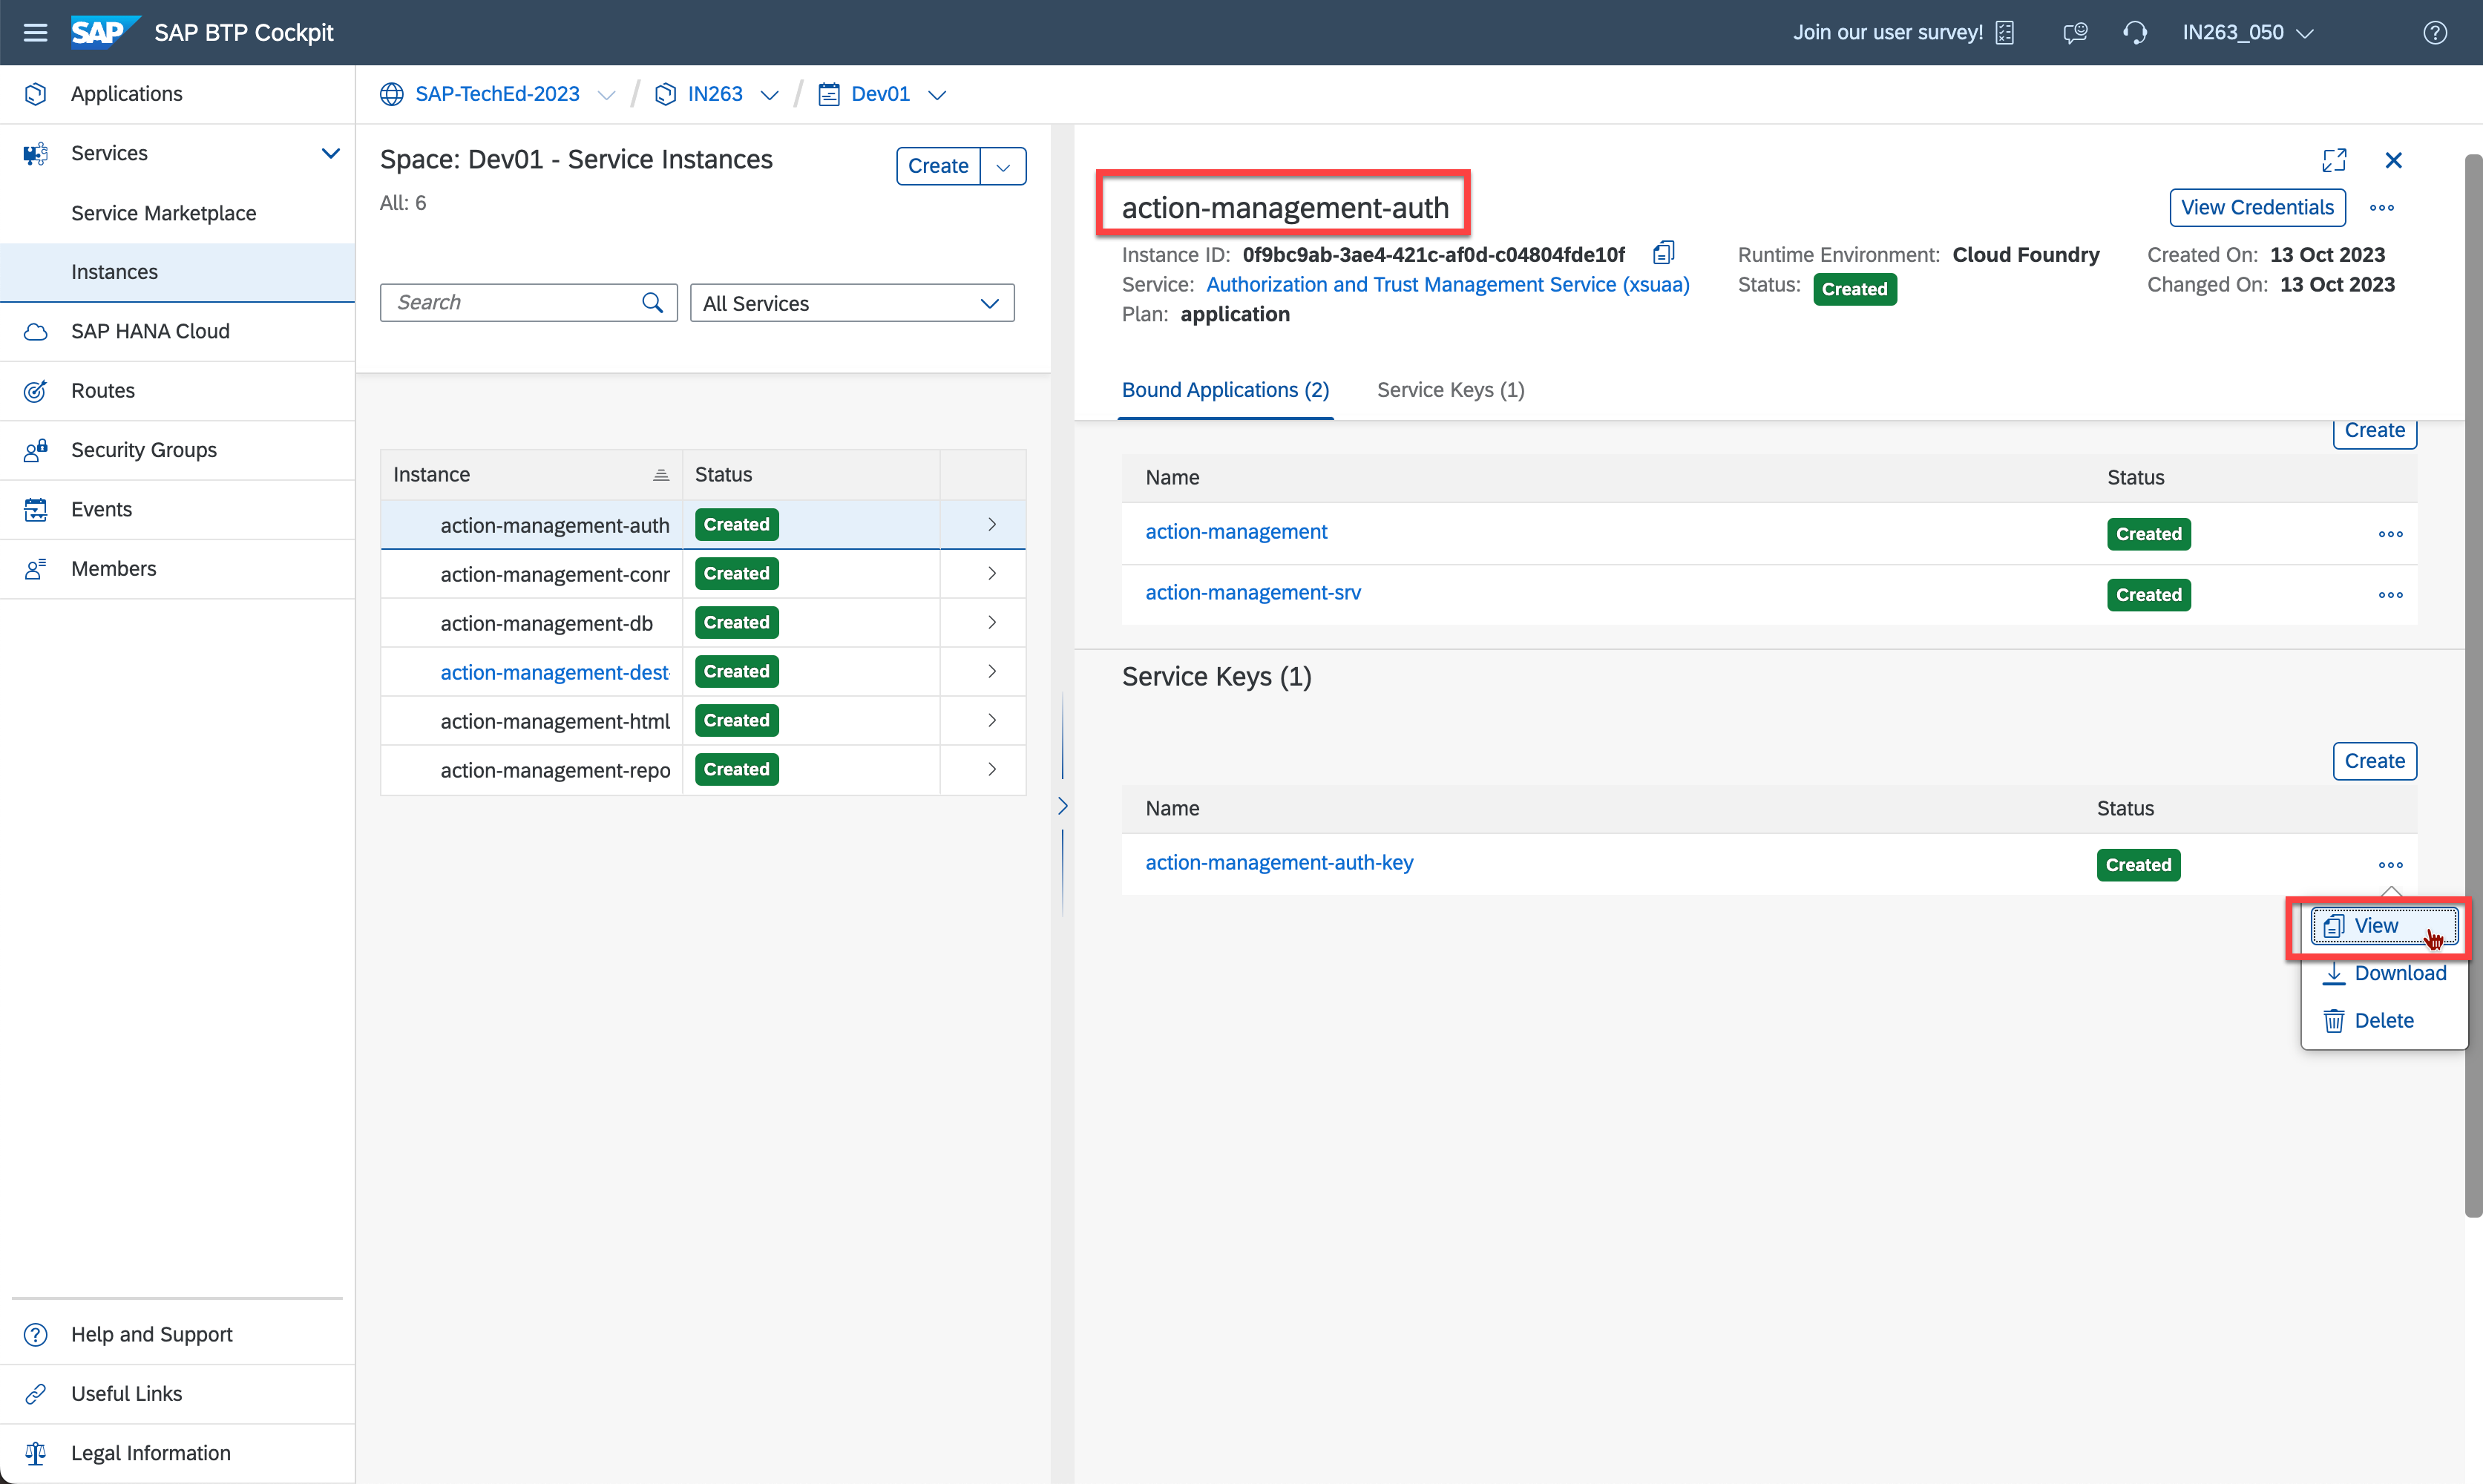 SAP SAP BTP Cockpit
Join our user survey!
IN263_050
Applications
Services
Service Marketplace
Instances
SAP HANA Cloud
Routes
Security Groups
Events
Members
Help and Support
Useful Links
Legal Information
SAP-TechEd-2023 / IN263 / Dev01
Space: Dev01 - Service Instances
Create
All: 6
Search
All Services
Instance Status
action-management-auth Created
action-management-conr Created
action-management-db Created
action-management-dest- Created
action-management-html Created
action-management-repo Created
action-management-auth
View Credentials
Instance ID: 0f9bc9ab-3ae4-421c-af0d-c04804fde10f
Service: Authorization and Trust Management Service (xsuaa)
Plan: application
Runtime Environment: Cloud Foundry
Status: Created
Created On: 13 Oct 2023
Changed On: 13 Oct 2023
Bound Applications (2) Service Keys (1)
Create
Name Status
action-management Created
action-management-srv Created
Service Keys (1)
Create
Name Status
action-management-auth-key Created
View
Download
Delete